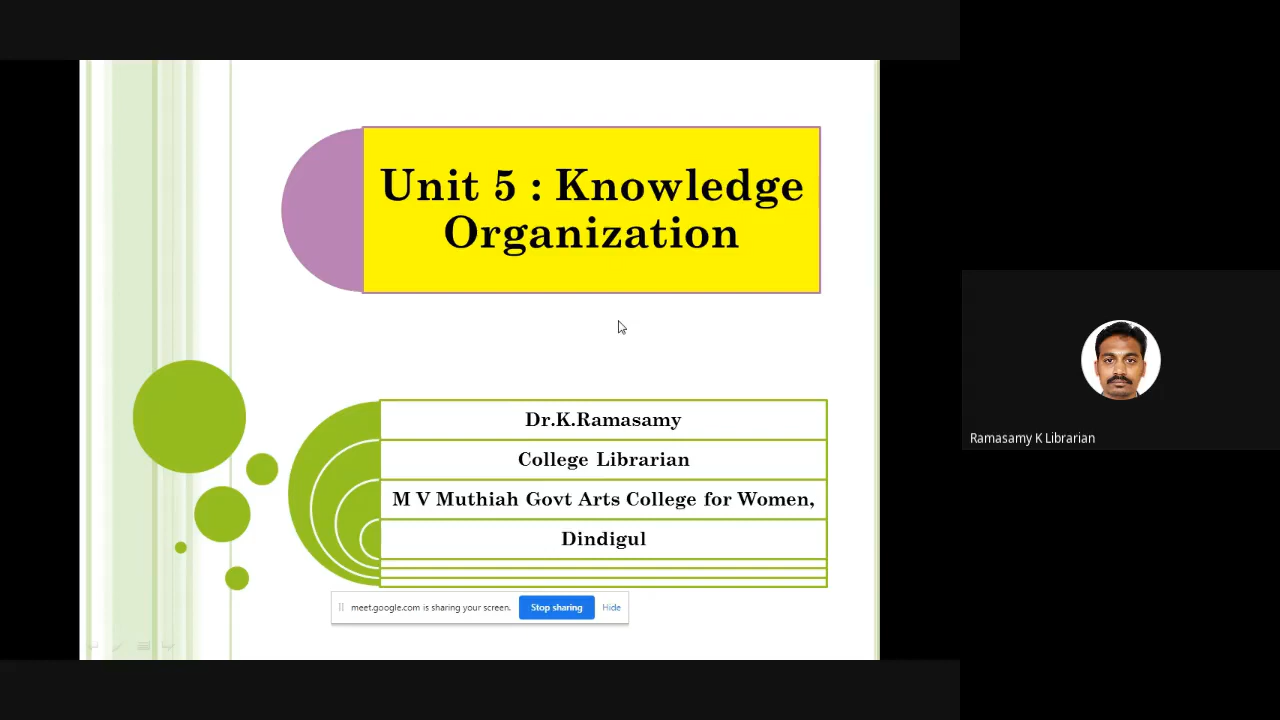 Unit 5 : Knowledge
Organization
Dr.K.Ramasamy
College Librarian
M V Muthiah Govt Arts College for Women,
Dindigul
meet.google.com is sharing your screen. Stop sharing Hide
Ramasamy K Librarian